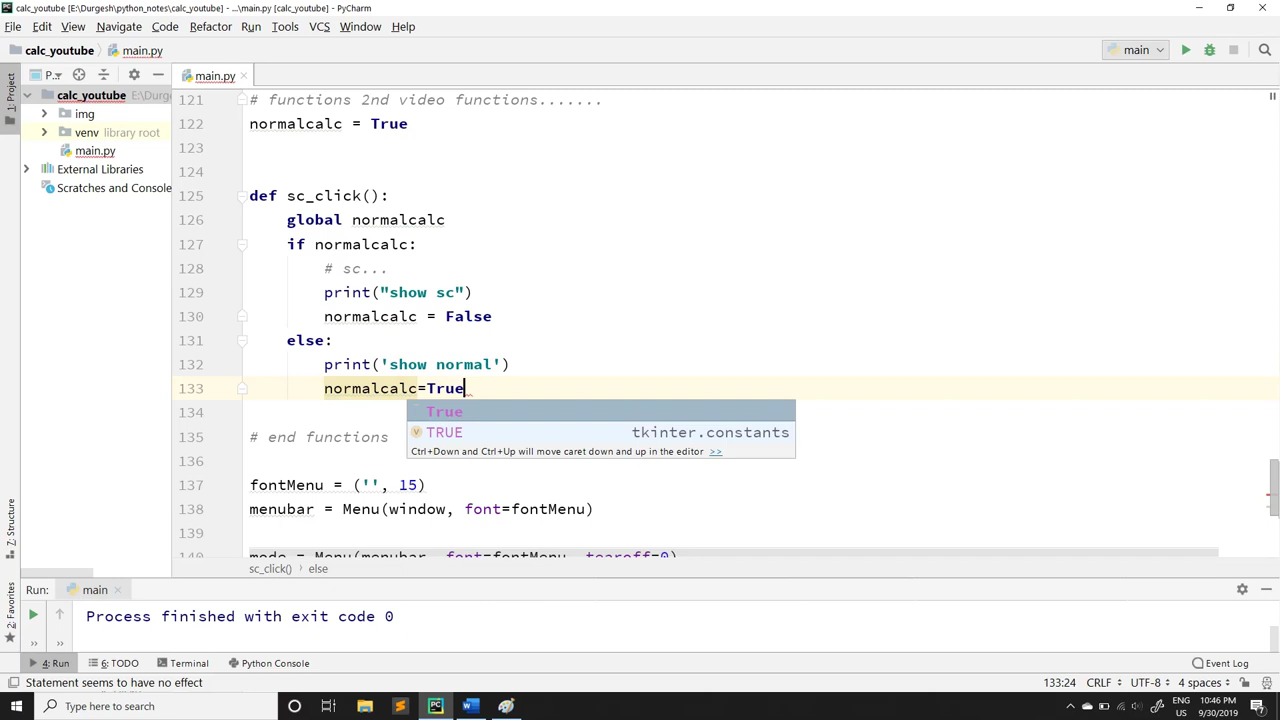 calc_youtube [E:\Durgesh\python_notes\calc_youtube] - ...\main.py [calc_youtube] - PyCharm
File Edit View Navigate Code Refactor Run Tools VCS Window Help
calc_youtube main.py main
1: Project P... main.py
calc_youtube E:\Durge
img
venv library root
main.py
External Libraries
Scratches and Console
121 # functions 2nd video functions.......
122 normalcalc = True
123
124
125 def sc_click():
126 global normalcalc
127 if normalcalc:
128 # sc...
129 print("show sc")
130 normalcalc = False
131 else:
132 print('show normal')
133 normalcalc=True
134
True
TRUE tkinter.constants
Ctrl+Down and Ctrl+Up will move caret down and up in the editor >>
135 # end functions
136
137 fontMenu = ('', 15)
138 menubar = Menu(window, font=fontMenu)
139
140 mode = Menu(menubar, font=fontMenu, tearoff=0)
sc_click() else
Z: Structure
2: Favorites
Run: main
Process finished with exit code 0
4: Run 6: TODO Terminal Python Console Event Log
Statement seems to have no effect 133:24 CRLF UTF-8 4 spaces
Type here to search ENG 10:46 PM
US 9/30/2019 7